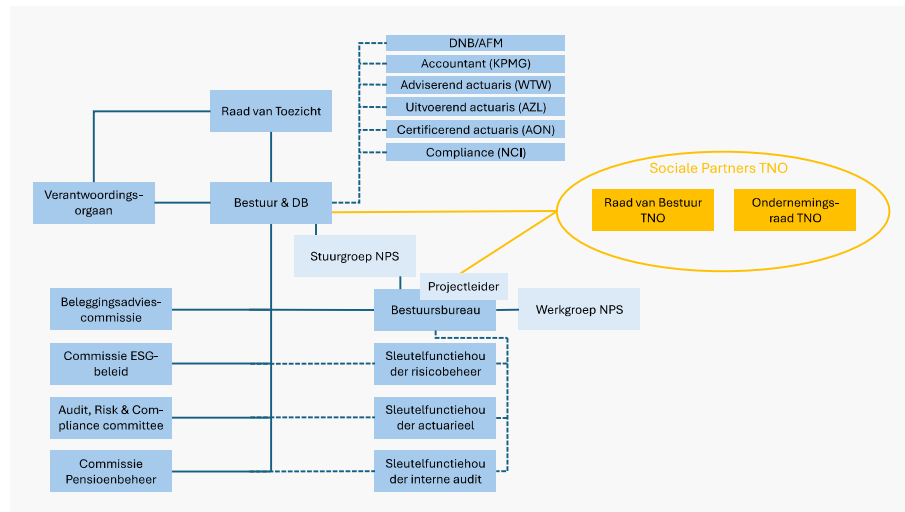 DNB/AFM
Accountant (KPMG)
Adviserend actuaris (WTW)
Uitvoerend actuaris (AZL)
Certificerend actuaris (AON)
Compliance (NCI)
Raad van Toezicht
Verantwoordings-
orgaan
Bestuur & DB
Sociale Partners TNO
Raad van Bestuur
TNO
Ondernemings-
raad TNO
Stuurgroep NPS
Projectleider
Beleggingsadvies-
commissie
Bestuursbureau
Werkgroep NPS
Commissie ESG-
beleid
Sleutelfunctiehou
der risicobeheer
Audit, Risk & Com-
pliance committee
Sleutelfunctiehou
der actuarieel
Commissie
Pensioenbeheer
Sleutelfunctiehou
der interne audit